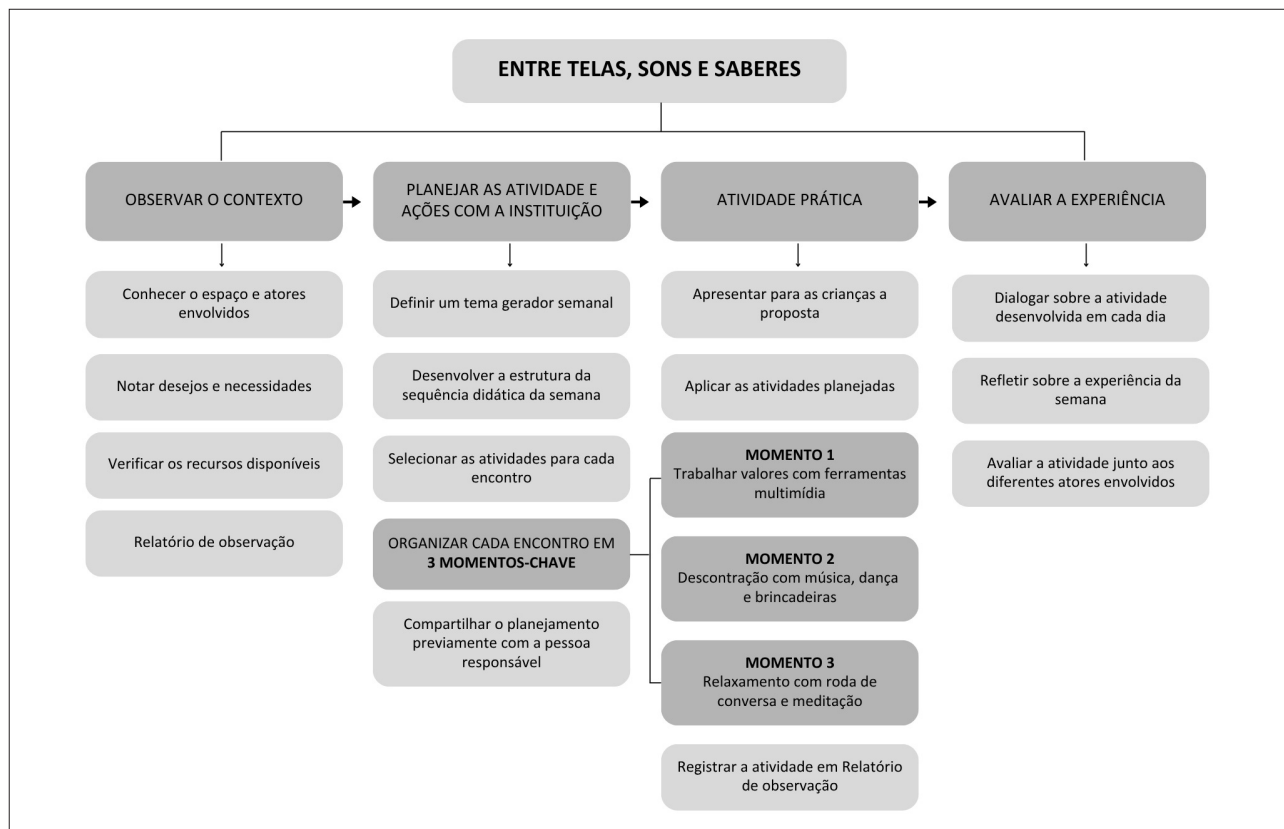 ENTRE TELAS, SONS E SABERES
OBSERVAR O CONTEXTO
Conhecer o espaço e atores
envolvidos
Notar desejos e necessidades
Verificar os recursos disponíveis
Relatório de observação
PLANEJAR AS ATIVIDADE E
AÇÕES COM A INSTITUIÇÃO
Definir um tema gerador semanal
Desenvolver a estrutura da
sequência didática da semana
Selecionar as atividades para cada
encontro
ORGANIZAR CADA ENCONTRO EM
3 MOMENTOS-CHAVE
Compartilhar o planejamento
previamente com a pessoa
responsável
ATIVIDADE PRÁTICA
Apresentar para as crianças a
proposta
Aplicar as atividades planejadas
MOMENTO 1
Trabalhar valores com ferramentas
multimídia
MOMENTO 2
Descontração com música, dança
e brincadeiras
MOMENTO 3
Relaxamento com roda de
conversa e meditação
Registrar a atividade em Relatório
de observação
AVALIAR A EXPERIÊNCIA
Dialogar sobre a atividade
desenvolvida em cada dia
Refletir sobre a experiência da
semana
Avaliar a atividade junto aos
diferentes atores envolvidos